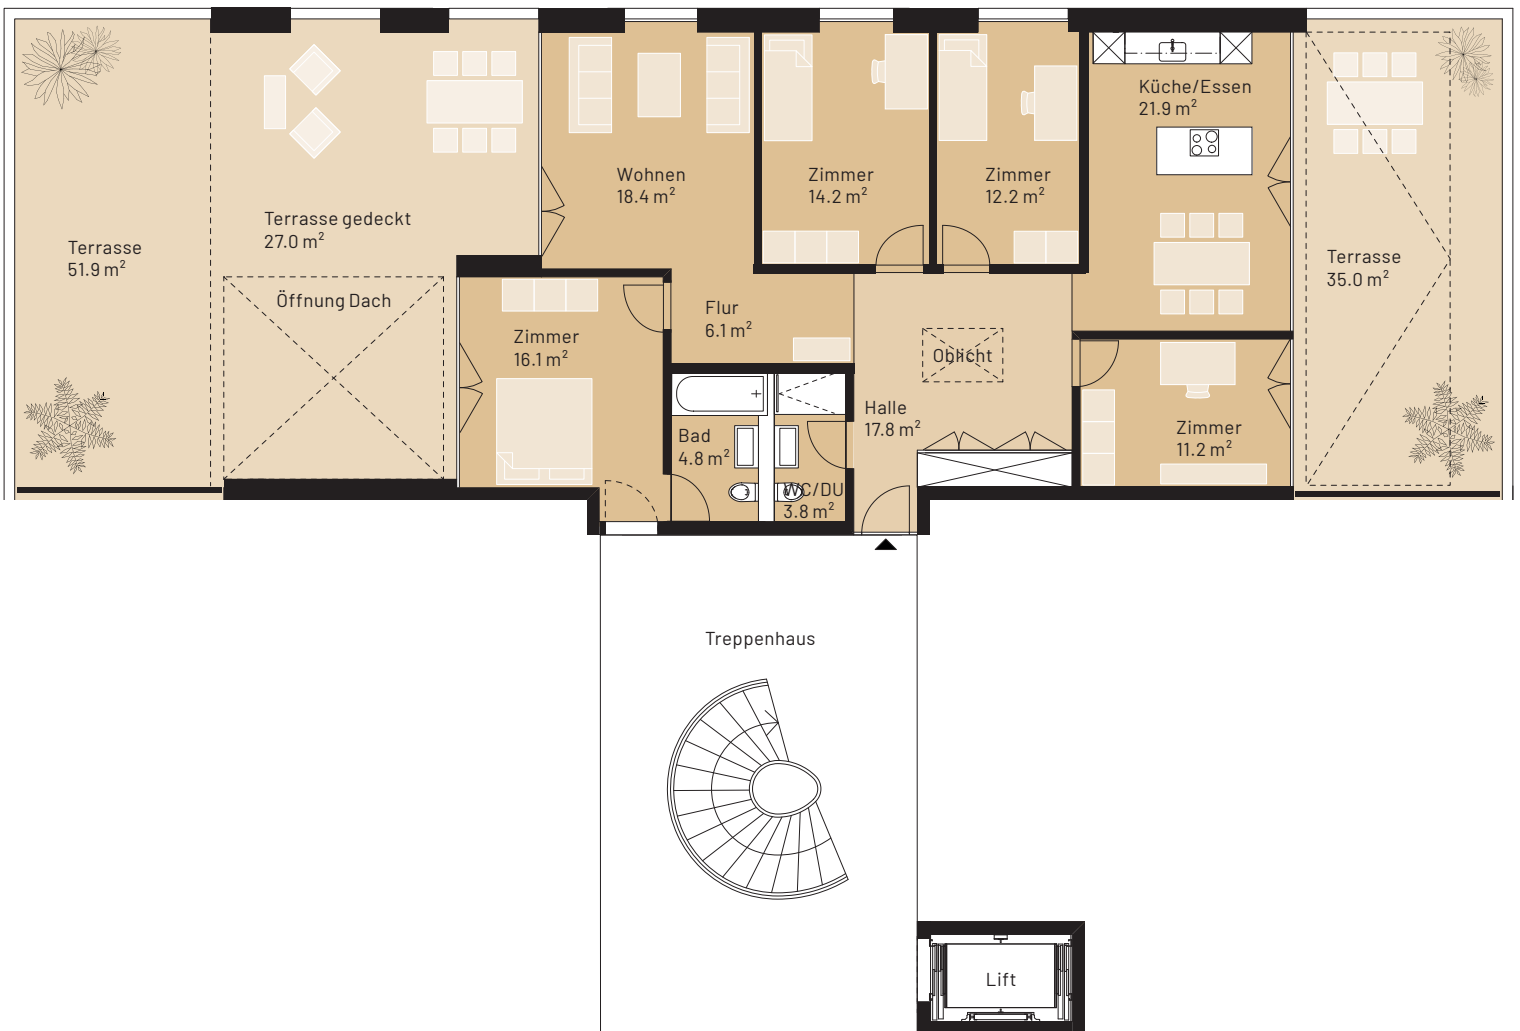 Küche/Essen
21.9 m²
Wohnen
18.4 m²
Zimmer
14.2 m²
Zimmer
12.2 m²
Terrasse gedeckt
27.0 m²
Terrasse
51.9 m²
Terrasse
35.0 m²
Öffnung Dach
Flur
6.1 m²
Zimmer
16.1 m²
Oblicht
Halle
17.8 m²
Zimmer
11.2 m²
Bad
4.8 m²
WC/DU
3.8 m²
Treppenhaus
Lift